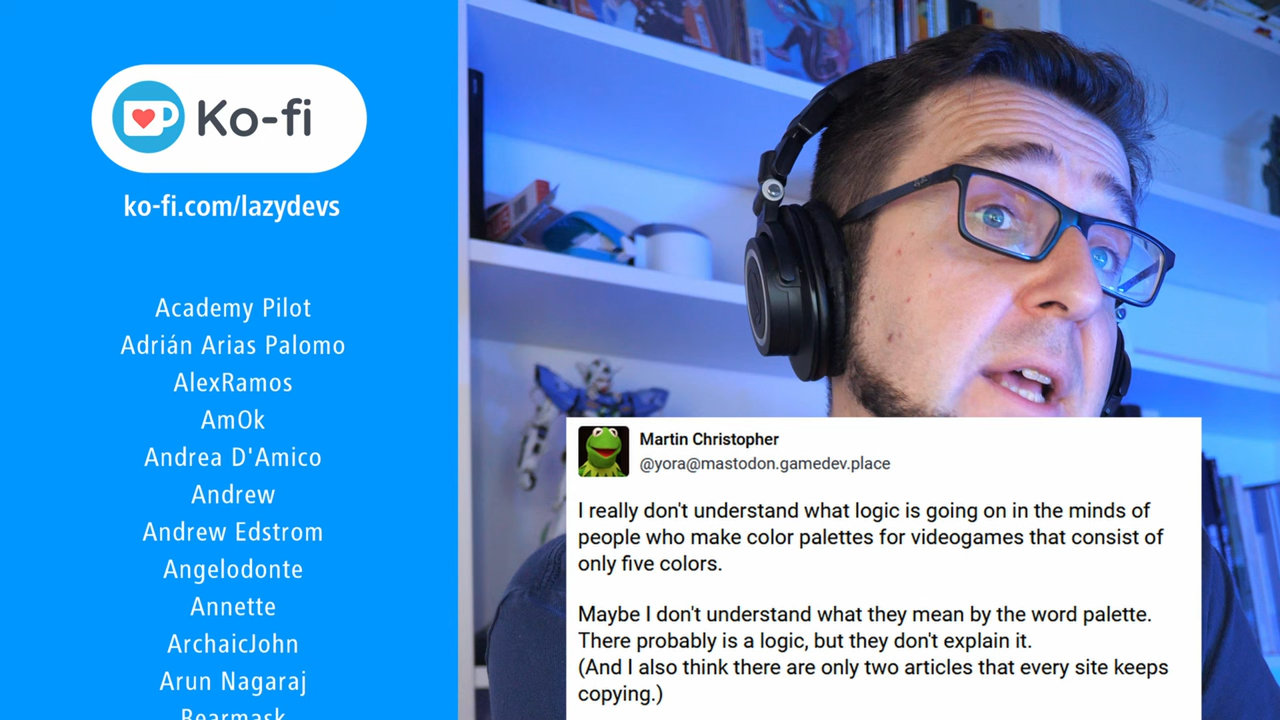 Ko-fi
ko-fi.com/lazydevs
Academy Pilot
Adrián Arias Palomo
AlexRamos
AmOk
Andrea D'Amico
Andrew
Andrew Edstrom
Angelodonte
Annette
ArchaicJohn
Arun Nagaraj
Bearmask
Martin Christopher
@yora@mastodon.gamedev.place
I really don't understand what logic is going on in the minds of
people who make color palettes for videogames that consist of
only five colors.
Maybe I don't understand what they mean by the word palette.
There probably is a logic, but they don't explain it.
(And I also think there are only two articles that every site keeps
copying.)